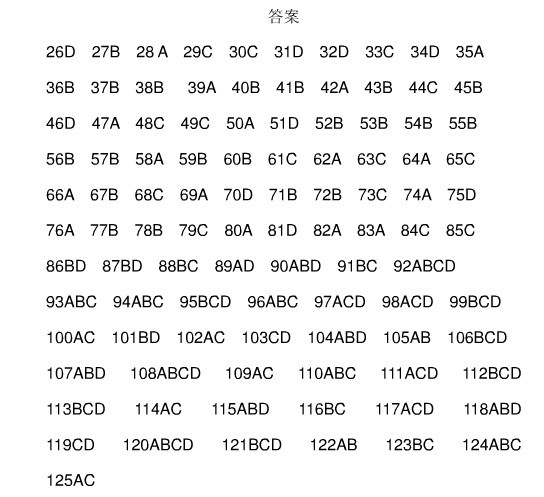 答案
26D 27B 28 A 29C 30C 31D 32D 33C 34D 35A
36B 37B 38B 39A 40B 41B 42A 43B 44C 45B
46D 47A 48C 49C 50A 51D 52B 53B 54B 55B
56B 57B 58A 59B 60B 61C 62A 63C 64A 65C
66A 67B 68C 69A 70D 71B 72B 73C 74A 75D
76A 77B 78B 79C 80A 81D 82A 83A 84C 85C
86BD 87BD 88BC 89AD 90ABD 91BC 92ABCD
93ABC 94ABC 95BCD 96ABC 97ACD 98ACD 99BCD
100AC 101BD 102AC 103CD 104ABD 105AB 106BCD
107ABD 108ABCD 109AC 110ABC 111ACD 112BCD
113BCD 114AC 115ABD 116BC 117ACD 118ABD
119CD 120ABCD 121BCD 122AB 123BC 124ABC
125AC